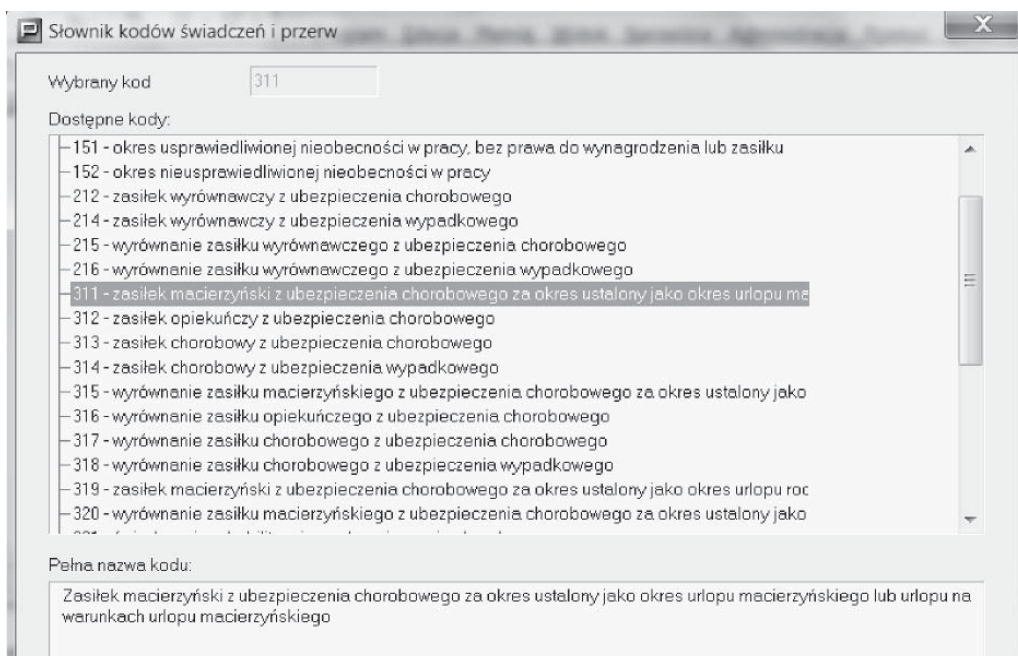 Słownik kodów świadczeń i przerw
Wybrany kod 311
Dostępne kody:
151 - okres usprawiedliwionej nieobecności w pracy, bez prawa do wynagrodzenia lub zasiłku
152 - okres nieusprawiedliwionej nieobecności w pracy
212 - zasiłek wyrównawczy z ubezpieczenia chorobowego
214 - zasiłek wyrównawczy z ubezpieczenia wypadkowego
215 - wyrównanie zasiłku wyrównawczego z ubezpieczenia chorobowego
216 - wyrównanie zasiłku wyrównawczego z ubezpieczenia wypadkowego
311 - zasiłek macierzyński z ubezpieczenia chorobowego za okres ustalony jako okres urlopu ma
312 - zasiłek opiekuńczy z ubezpieczenia chorobowego
313 - zasiłek chorobowy z ubezpieczenia chorobowego
314 - zasiłek chorobowy z ubezpieczenia wypadkowego
315 - wyrównanie zasiłku macierzyńskiego z ubezpieczenia chorobowego za okres ustalony jako
316 - wyrównanie zasiłku opiekuńczego z ubezpieczenia chorobowego
317 - wyrównanie zasiłku chorobowego z ubezpieczenia chorobowego
318 - wyrównanie zasiłku chorobowego z ubezpieczenia wypadkowego
319 - zasiłek macierzyński z ubezpieczenia chorobowego za okres ustalony jako okres urlopu roc
320 - wyrównanie zasiłku macierzyńskiego z ubezpieczenia chorobowego za okres ustalony jako
Pełna nazwa kodu:
Zasiłek macierzyński z ubezpieczenia chorobowego za okres ustalony jako okres urlopu macierzyńskiego lub urlopu na
warunkach urlopu macierzyńskiego